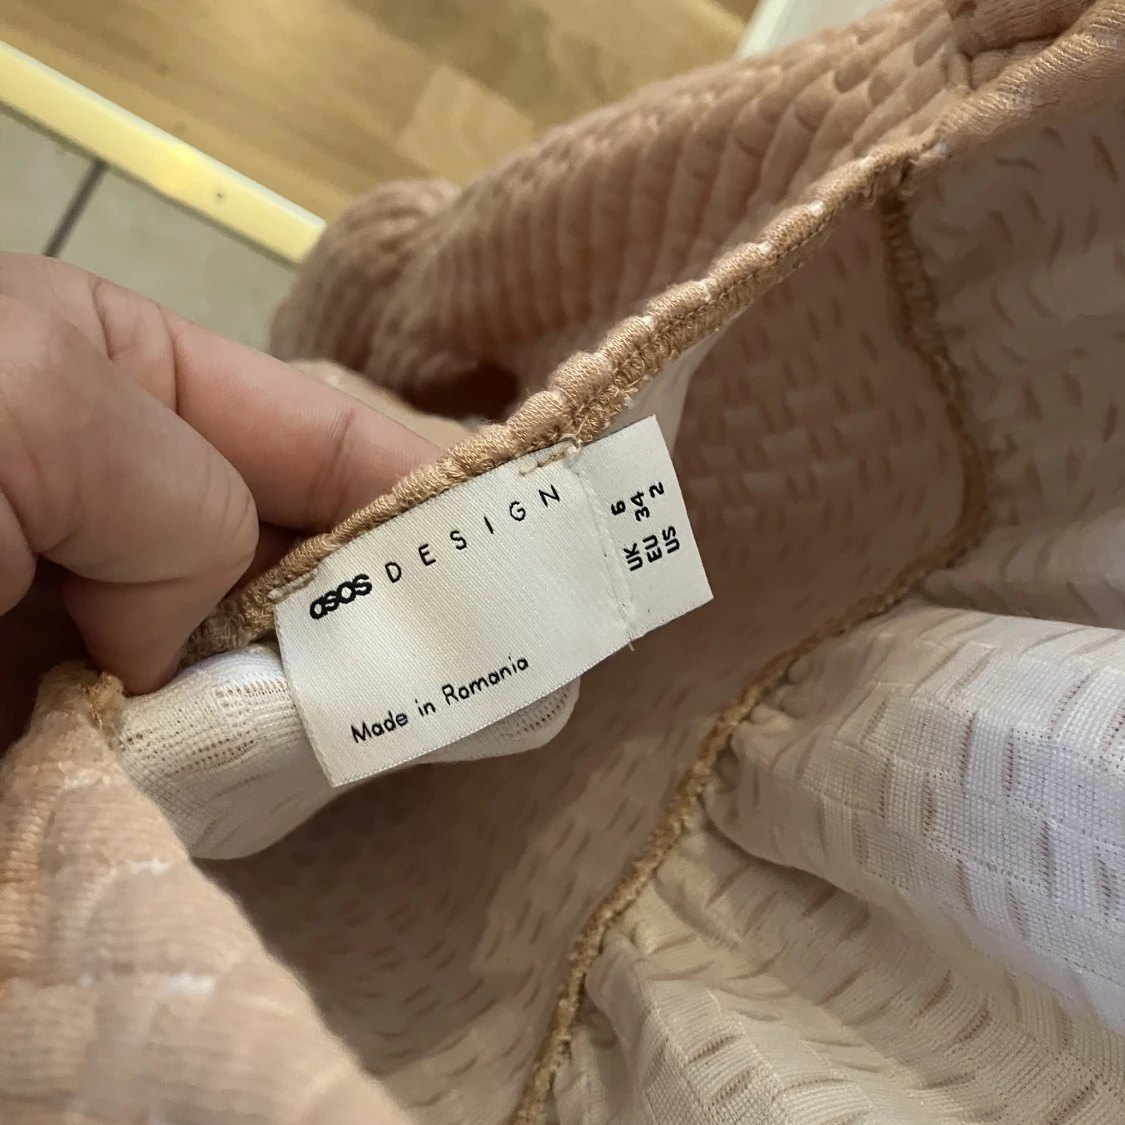 asos DESIGN
Made in Romania
UK 6
EU 34
US 2